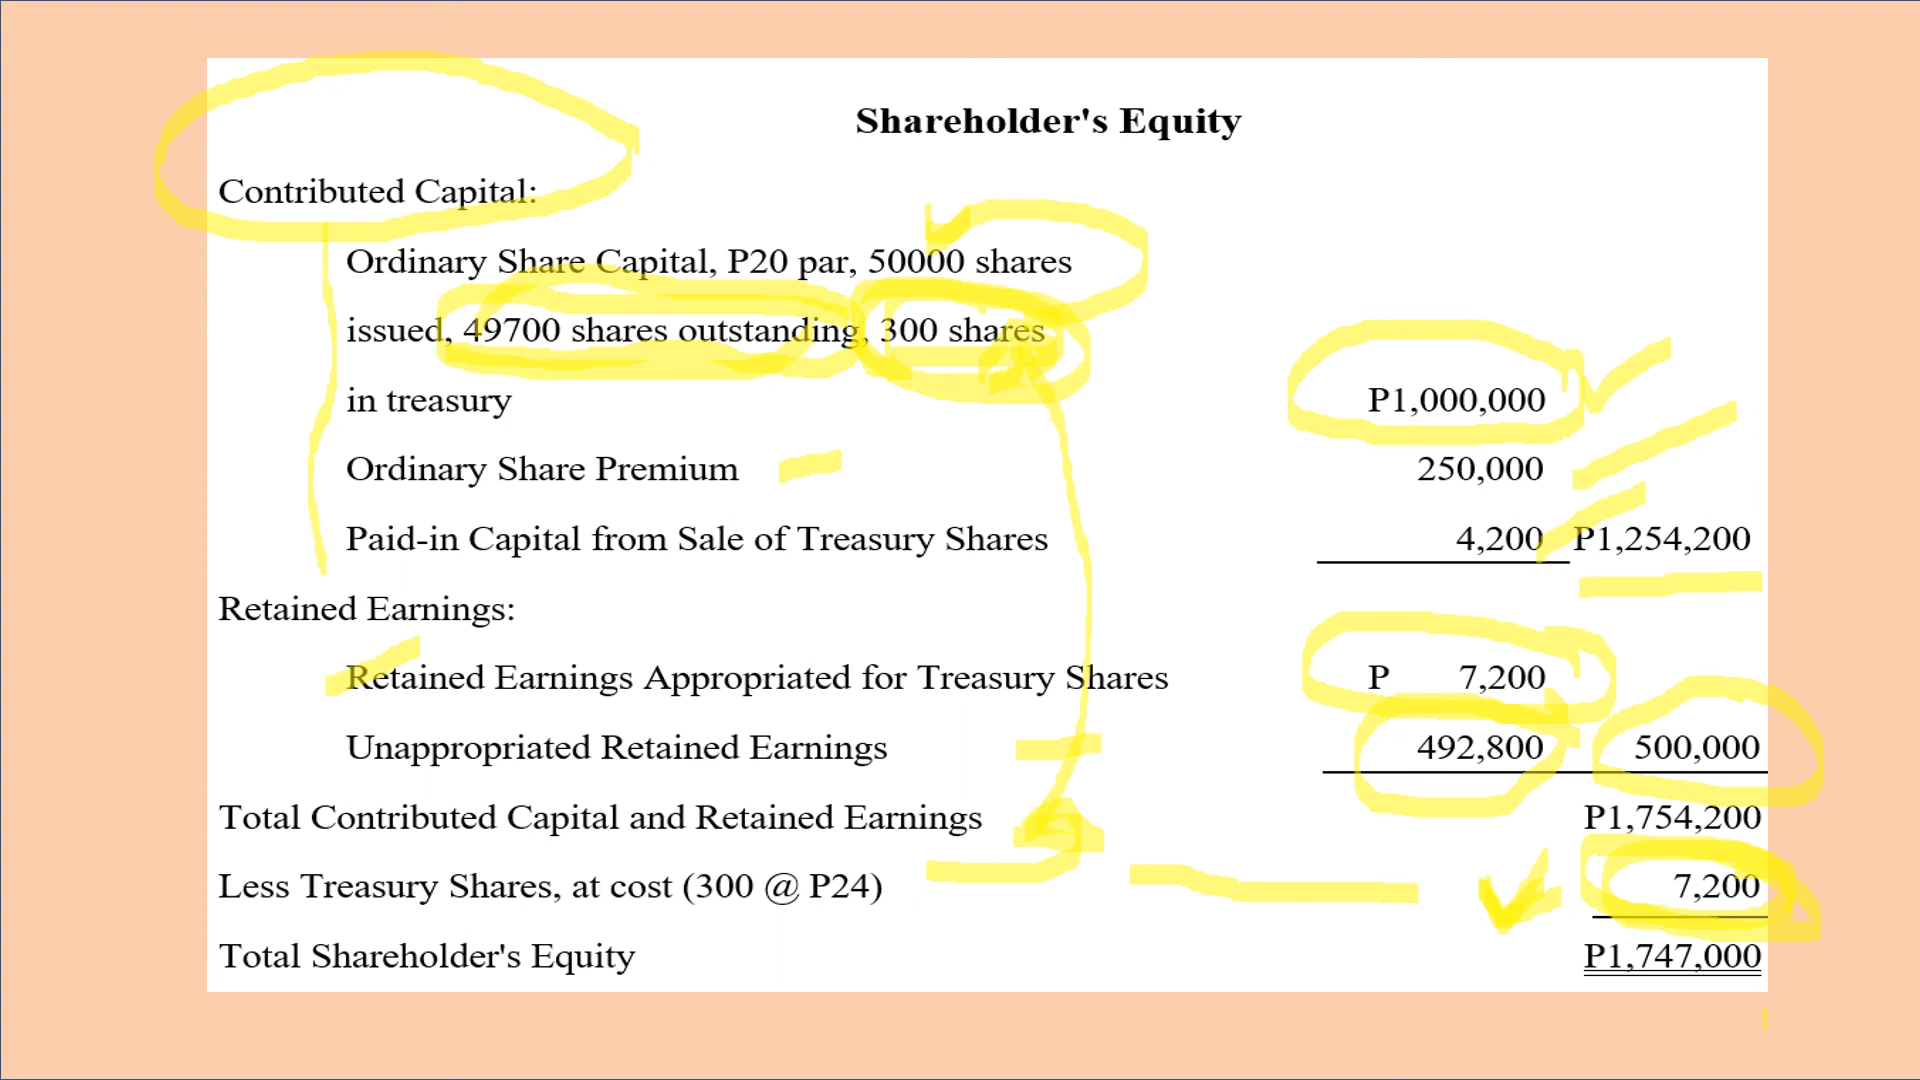 Shareholder's Equity
Contributed Capital:
Ordinary Share Capital, P20 par, 50000 shares
issued, 49700 shares outstanding, 300 shares
in treasury P1,000,000
Ordinary Share Premium 250,000
Paid-in Capital from Sale of Treasury Shares 4,200 P1,254,200
Retained Earnings:
Retained Earnings Appropriated for Treasury Shares P 7,200
Unappropriated Retained Earnings 492,800 500,000
Total Contributed Capital and Retained Earnings P1,754,200
Less Treasury Shares, at cost (300 @ P24) 7,200
Total Shareholder's Equity P1,747,000